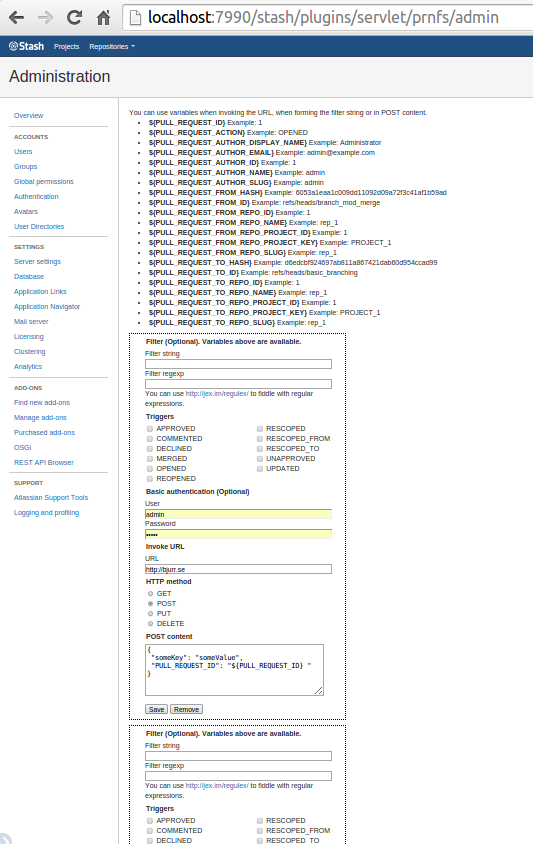 localhost:7990/stash/plugins/servlet/prnfs/admin
Stash Projects Repositories
Administration
Overview
ACCOUNTS
Users
Groups
Global permissions
Authentication
Avatars
User Directories
SETTINGS
Server settings
Database
Application Links
Application Navigator
Mail server
Licensing
Clustering
Analytics
ADD-ONS
Find new add-ons
Manage add-ons
Purchased add-ons
OSGi
REST API Browser
SUPPORT
Atlassian Support Tools
Logging and profiling
You can use variables when invoking the URL, when forming the filter string or in POST content.
${PULL_REQUEST_ID} Example: 1
${PULL_REQUEST_ACTION} Example: OPENED
${PULL_REQUEST_AUTHOR_DISPLAY_NAME} Example: Administrator
${PULL_REQUEST_AUTHOR_EMAIL} Example: admin@example.com
${PULL_REQUEST_AUTHOR_ID} Example: 1
${PULL_REQUEST_AUTHOR_NAME} Example: admin
${PULL_REQUEST_AUTHOR_SLUG} Example: admin
${PULL_REQUEST_FROM_HASH} Example: 6053a1eaa1c009dd11092d09a72f3c41af1b59ad
${PULL_REQUEST_FROM_ID} Example: refs/heads/branch_mod_merge
${PULL_REQUEST_FROM_REPO_ID} Example: 1
${PULL_REQUEST_FROM_REPO_NAME} Example: rep_1
${PULL_REQUEST_FROM_REPO_PROJECT_ID} Example: 1
${PULL_REQUEST_FROM_REPO_PROJECT_KEY} Example: PROJECT_1
${PULL_REQUEST_FROM_REPO_SLUG} Example: rep_1
${PULL_REQUEST_TO_HASH} Example: d6edcbf924697ab811a867421dab60d954ccad99
${PULL_REQUEST_TO_ID} Example: refs/heads/basic_branching
${PULL_REQUEST_TO_REPO_ID} Example: 1
${PULL_REQUEST_TO_REPO_NAME} Example: rep_1
${PULL_REQUEST_TO_REPO_PROJECT_ID} Example: 1
${PULL_REQUEST_TO_REPO_PROJECT_KEY} Example: PROJECT_1
${PULL_REQUEST_TO_REPO_SLUG} Example: rep_1
Filter (Optional). Variables above are available.
Filter string
Filter regexp
You can use http://jex.im/regulex/ to fiddle with regular
expressions.
Triggers
APPROVED RESCOPED
COMMENTED RESCOPED_FROM
DECLINED RESCOPED_TO
MERGED UNAPPROVED
OPENED UPDATED
REOPENED
Basic authentication (Optional)
User
admin
Password
•••••
Invoke URL
URL
http://bjurr.se
HTTP method
GET
POST
PUT
DELETE
POST content
{
"someKey": "someValue",
"PULL_REQUEST_ID": "${PULL_REQUEST_ID} "
}
Save Remove
Filter (Optional). Variables above are available.
Filter string
Filter regexp
You can use http://jex.im/regulex/ to fiddle with regular
expressions.
Triggers
APPROVED RESCOPED
COMMENTED RESCOPED_FROM
DECLINED RESCOPED_TO